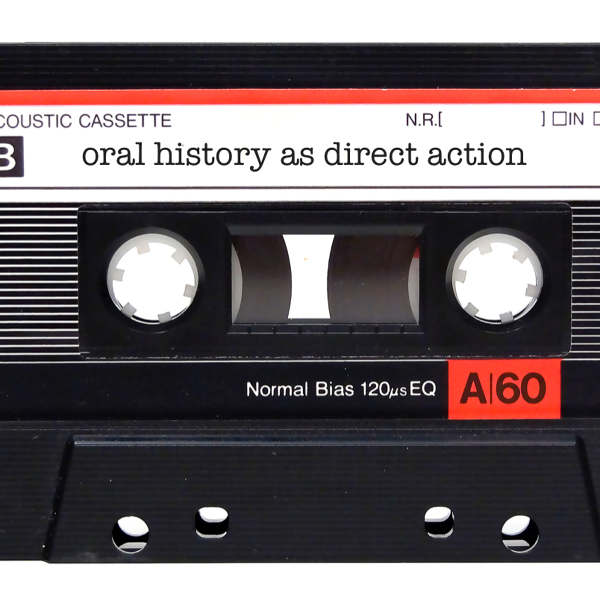 COUSTIC CASSETTE N.R.[ ] IN
B oral history as direct action
Normal Bias 120µs EQ
A|60